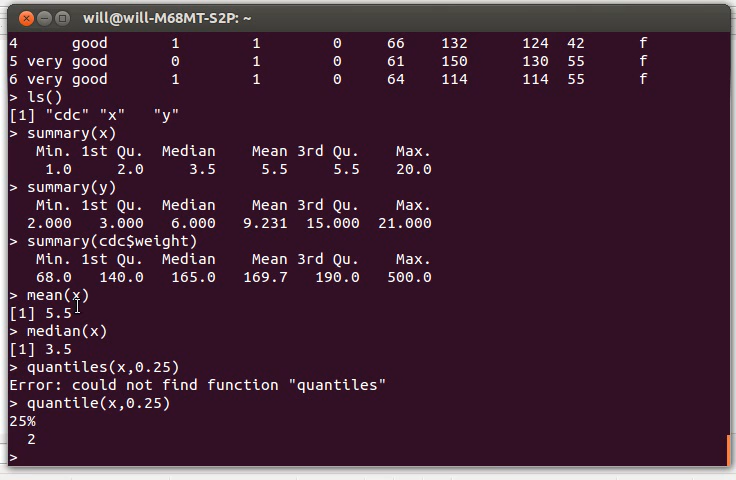 will@will-M68MT-S2P: ~
4 good 1 1 0 66 132 124 42 f
5 very good 0 1 0 61 150 130 55 f
6 very good 1 1 0 64 114 114 55 f
> ls()
[1] "cdc" "x" "y"
> summary(x)
Min. 1st Qu. Median Mean 3rd Qu. Max.
1.0 2.0 3.5 5.5 5.5 20.0
> summary(y)
Min. 1st Qu. Median Mean 3rd Qu. Max.
2.000 3.000 6.000 9.231 15.000 21.000
> summary(cdc$weight)
Min. 1st Qu. Median Mean 3rd Qu. Max.
68.0 140.0 165.0 169.7 190.0 500.0
> mean(x)
[1] 5.5
> median(x)
[1] 3.5
> quantiles(x,0.25)
Error: could not find function "quantiles"
> quantile(x,0.25)
25%
2
>